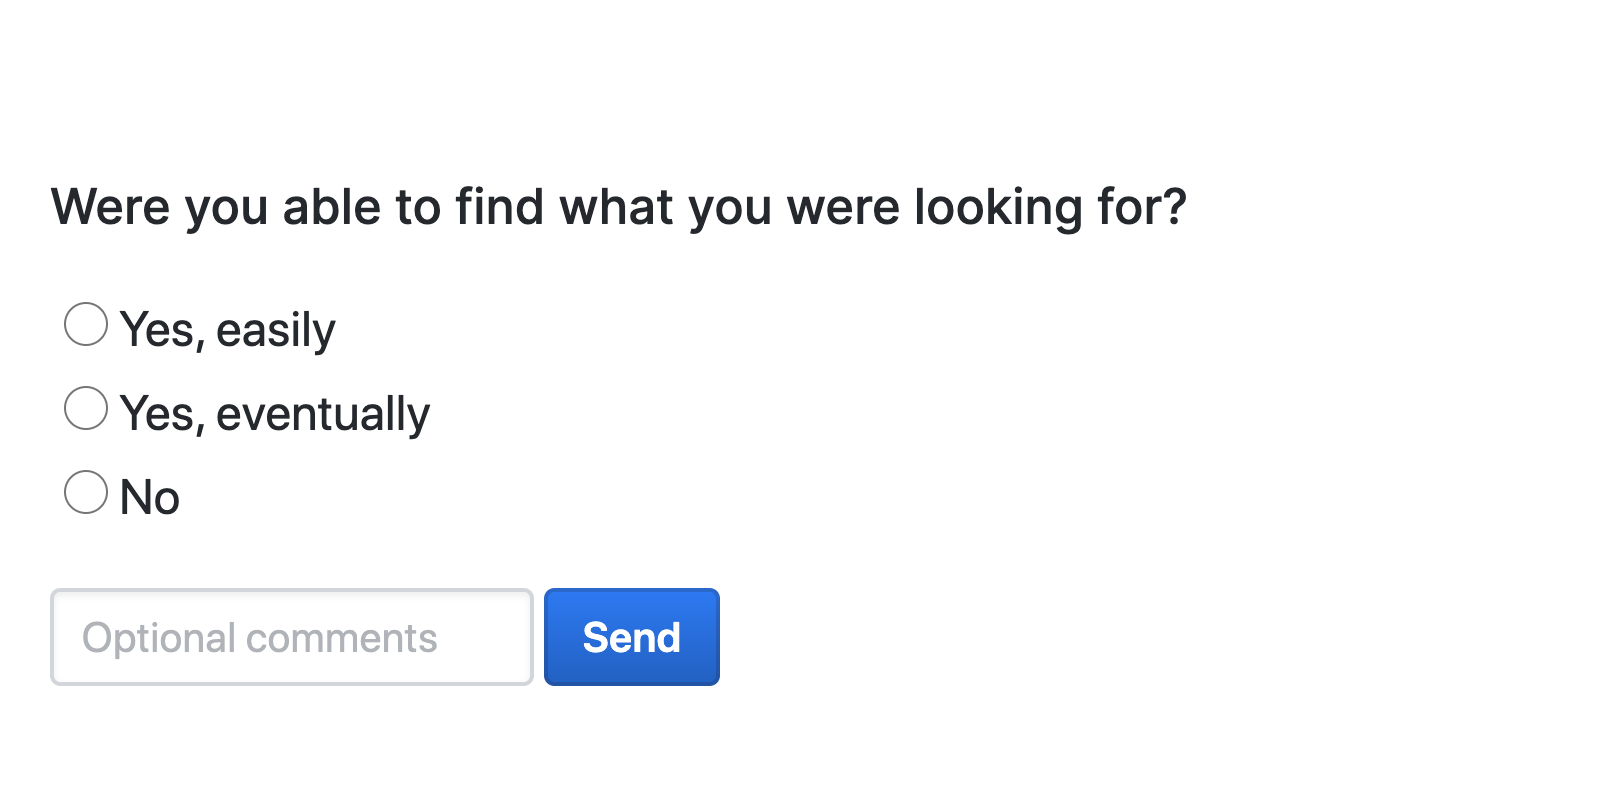 Were you able to find what you were looking for?
Yes, easily
Yes, eventually
No
Optional comments
Send